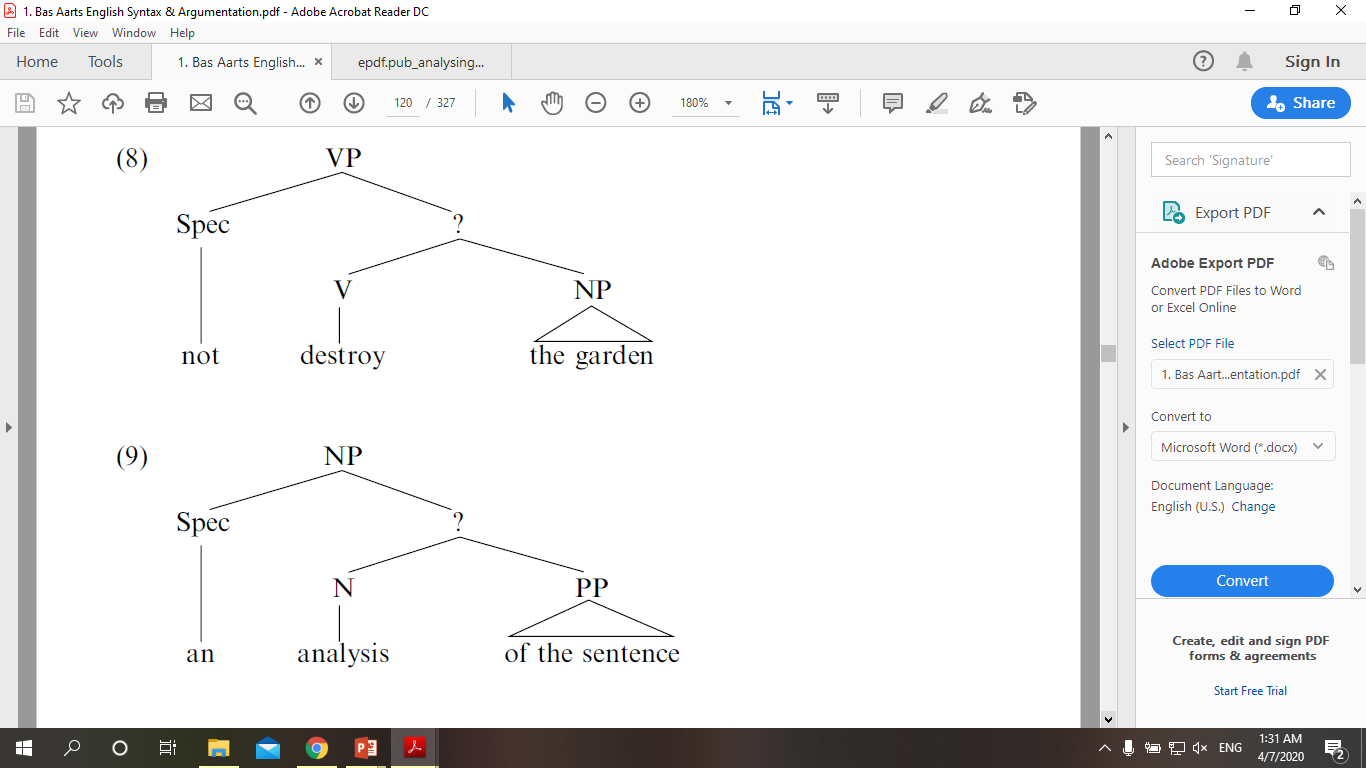 1. Bas Aarts English Syntax & Argumentation.pdf - Adobe Acrobat Reader DC
File Edit View Window Help
Home Tools 1. Bas Aarts English... × epdf.pub_analysing... Sign In
120 / 327 180% Share
(8) VP
Spec ?
V NP
not destroy the garden
(9) NP
Spec ?
N PP
an analysis of the sentence
Search 'Signature'
Export PDF
Adobe Export PDF
Convert PDF Files to Word
or Excel Online
Select PDF File
1. Bas Aart...entation.pdf
Convert to
Microsoft Word (*.docx)
Document Language:
English (U.S.) Change
Convert
Create, edit and sign PDF
forms & agreements
Start Free Trial
ENG 1:31 AM
4/7/2020 2